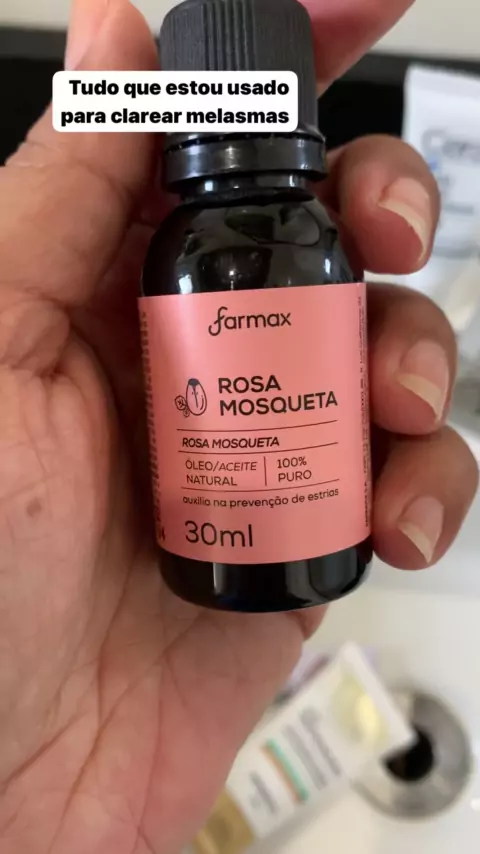 Tudo que estou usado
para clarear melasmas
farmax
ROSA
MOSQUETA
ROSA MOSQUETA
ÓLEO/ACEITE
NATURAL
100%
PURO
auxilia na prevenção de estrias
30ml